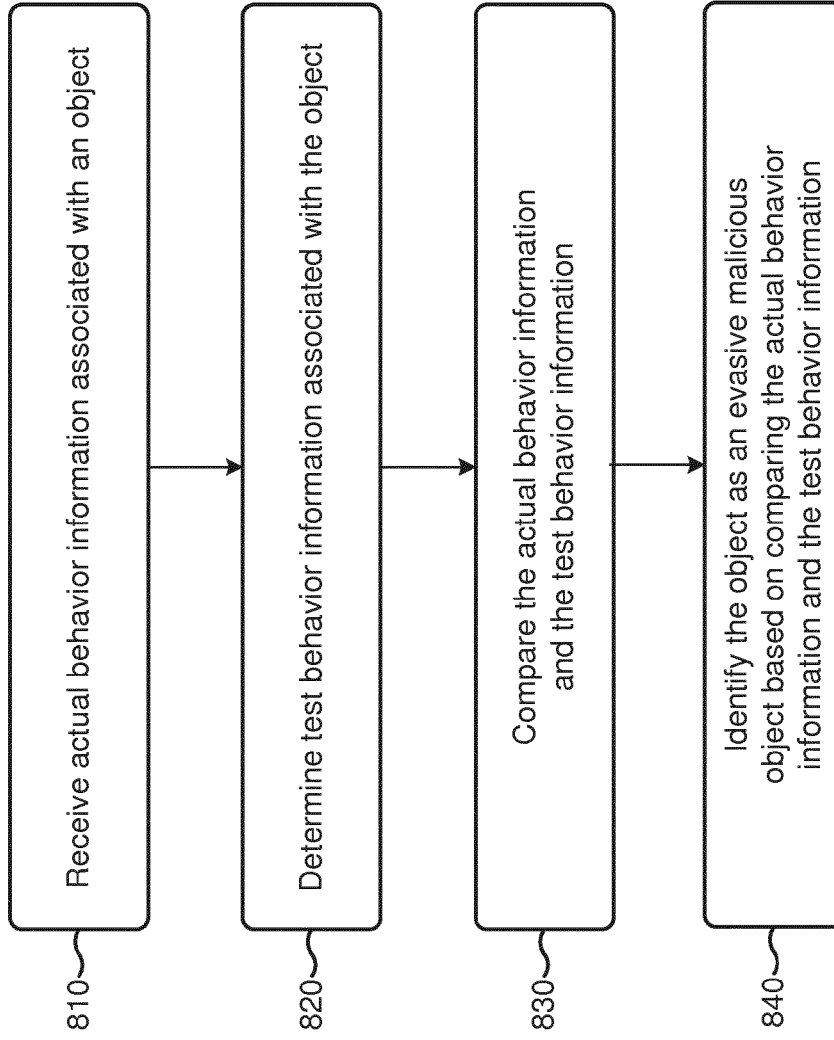 810
Receive actual behavior information associated with an object
820
Determine test behavior information associated with the object
830
Compare the actual behavior information
and the test behavior information
840
Identify the object as an evasive malicious
object based on comparing the actual behavior
information and the test behavior information